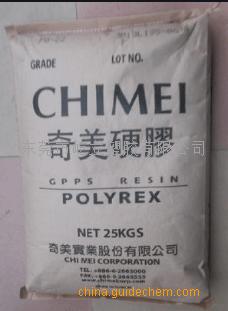 GRADE LOT NO.
CHIMEI
奇美硬膠
GPPS RESIN
POLYREX
NET 25KGS
奇美實業股份有限公司
CHI MEI CORPORATION
china.guidechem.com